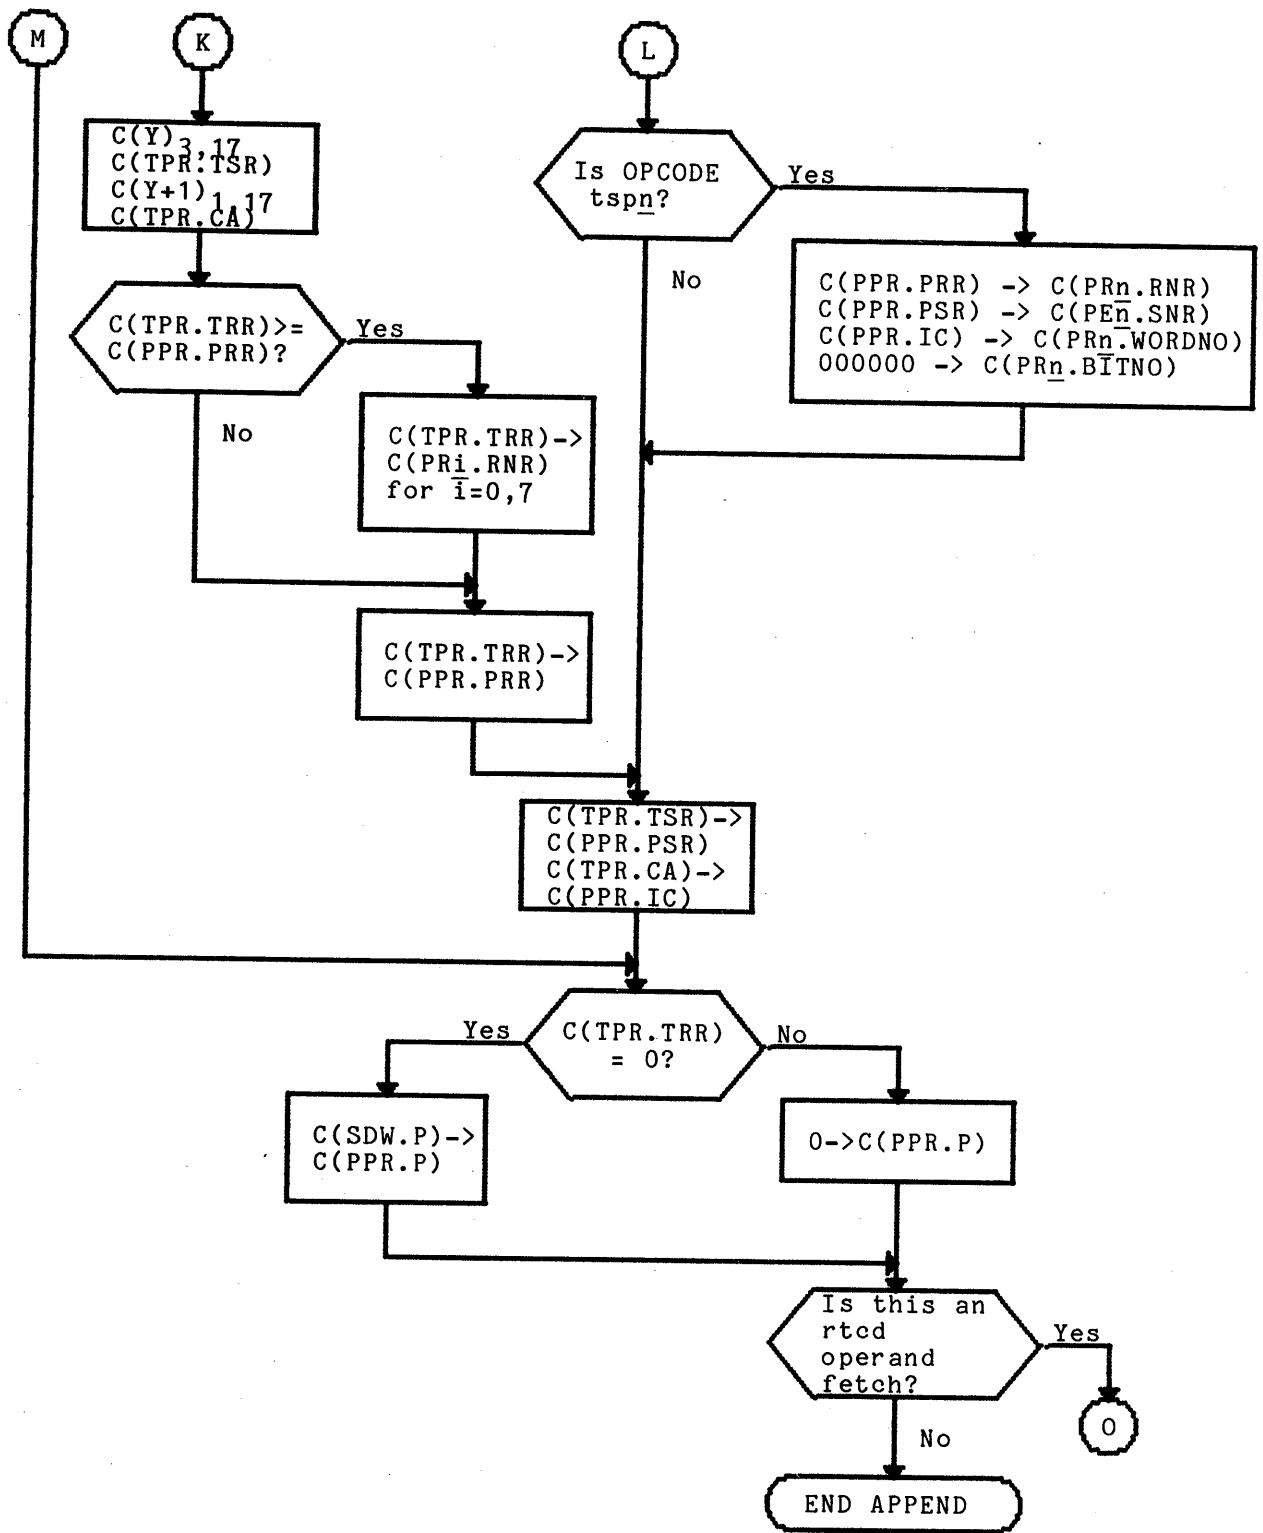 M
K
L
C(Y)3,17
C(TPR.TSR)
C(Y+1)1,17
C(TPR.CA)
Is OPCODE
tspn?
Yes
No
C(PPR.PRR) -> C(PRn.RNR)
C(PPR.PSR) -> C(PEn.SNR)
C(PPR.IC) -> C(PRn.WORDNO)
000000 -> C(PRn.BITNO)
C(TPR.TRR)>=
C(PPR.PRR)?
Yes
No
C(TPR.TRR)->
C(PRi.RNR)
for i=0,7
C(TPR.TRR)->
C(PPR.PRR)
C(TPR.TSR)->
C(PPR.PSR)
C(TPR.CA)->
C(PPR.IC)
Yes
C(TPR.TRR)
= 0?
No
C(SDW.P)->
C(PPR.P)
0->C(PPR.P)
Is this an
rtcd
operand
fetch?
Yes
O
No
END APPEND